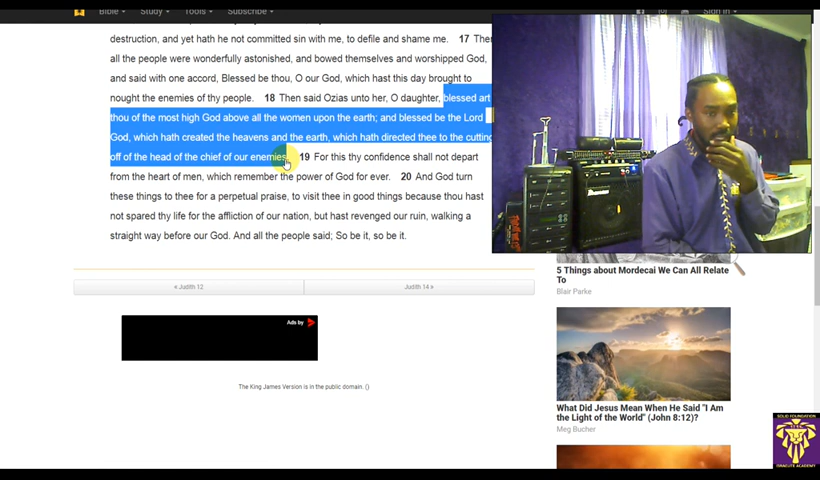 Bible Study Tools Subscribe Sign In
destruction, and yet hath he not committed sin with me, to defile and shame me. 17 Then
all the people were wonderfully astonished, and bowed themselves and worshipped God,
and said with one accord, Blessed be thou, O our God, which hast this day brought to
nought the enemies of thy people. 18 Then said Ozias unto her, O daughter, blessed art
thou of the most high God above all the women upon the earth; and blessed be the Lord
God, which hath created the heavens and the earth, which hath directed thee to the cutting
off of the head of the chief of our enemies. 19 For this thy confidence shall not depart
from the heart of men, which remember the power of God for ever. 20 And God turn
these things to thee for a perpetual praise, to visit thee in good things because thou hast
not spared thy life for the affliction of our nation, but hast revenged our ruin, walking a
straight way before our God. And all the people said; So be it, so be it.
« Judith 12
Judith 14 »
Ads by
The King James Version is in the public domain. ()
5 Things about Mordecai We Can All Relate
To
Blair Parke
What Did Jesus Mean When He Said "I Am
the Light of the World" (John 8:12)?
Meg Bucher
SOLID FOUNDATION
ISRAELITE ACADEMY